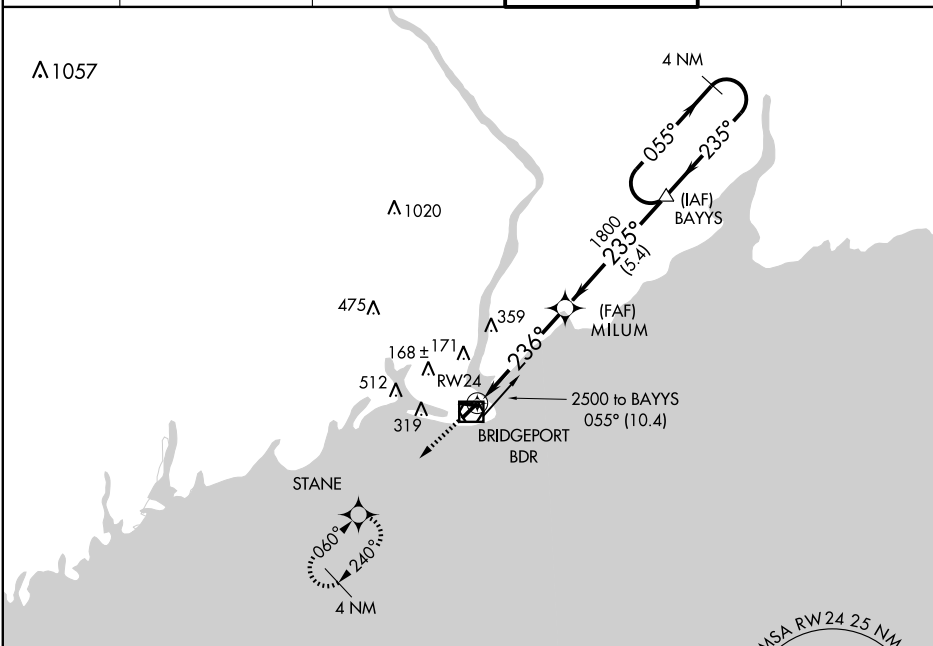 1057
4 NM
055°
235°
(IAF)
BAYYS
1020
1800
235°
(5.4)
475
359
(FAF)
MILUM
168 ±
171
236°
RW24
512
319
2500 to BAYYS
055° (10.4)
BRIDGEPORT
BDR
STANE
060°
240°
4 NM
MSA RW24 25 NM